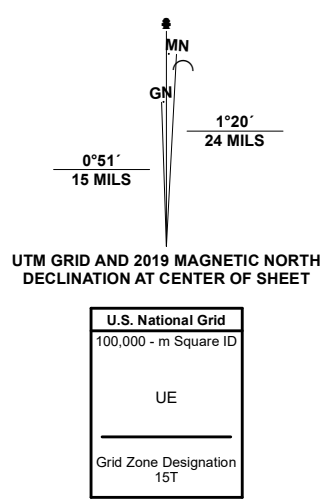 MN
GN
1°20´
24 MILS
0°51´
15 MILS
UTM GRID AND 2019 MAGNETIC NORTH
DECLINATION AT CENTER OF SHEET
U.S. National Grid
100,000 - m Square ID
UE
Grid Zone Designation
15T